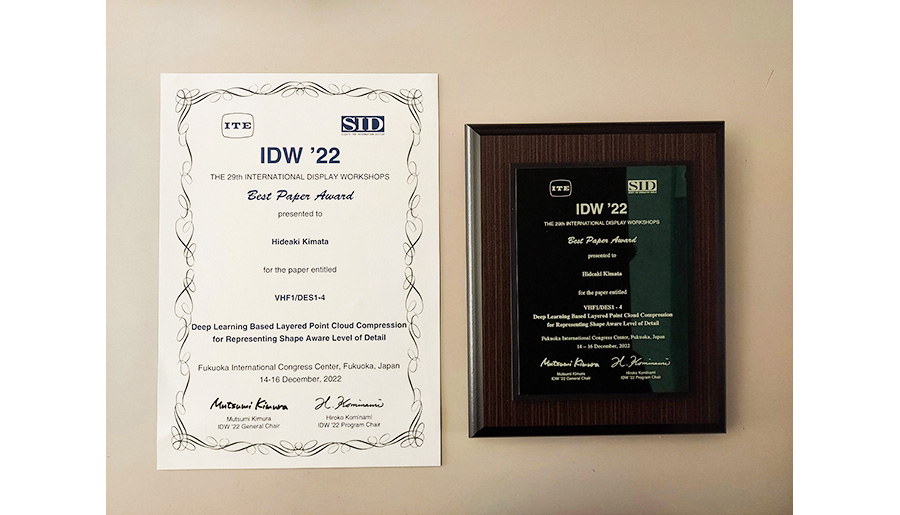 ITE
SID
IDW '22
THE 29th INTERNATIONAL DISPLAY WORKSHOPS
Best Paper Award
presented to
Hideaki Kimata
for the paper entitled
VHF1/DES1-4
Deep Learning Based Layered Point Cloud Compression
for Representing Shape Aware Level of Detail
Fukuoka International Congress Center, Fukuoka, Japan
14-16 December, 2022
Mutsumi Kimura
H. Kominami
Mutsumi Kimura
IDW '22 General Chair
Hiroko Kominami
IDW '22 Program Chair
ITE
SID
IDW '22
THE 29th INTERNATIONAL DISPLAY WORKSHOPS
Best Paper Award
presented to
Hideaki Kimata
for the paper entitled
VHF1/DES1 - 4
Deep Learning Based Layered Point Cloud Compression
for Representing Shape Aware Level of Detail
Fukuoka International Congress Center, Fukuoka, Japan
14 – 16 December, 2022
Mutsumi Kimura
H. Kominami
Mutsumi Kimura
IDW '22 General Chair
Hiroko Kominami
IDW '22 Program Chair